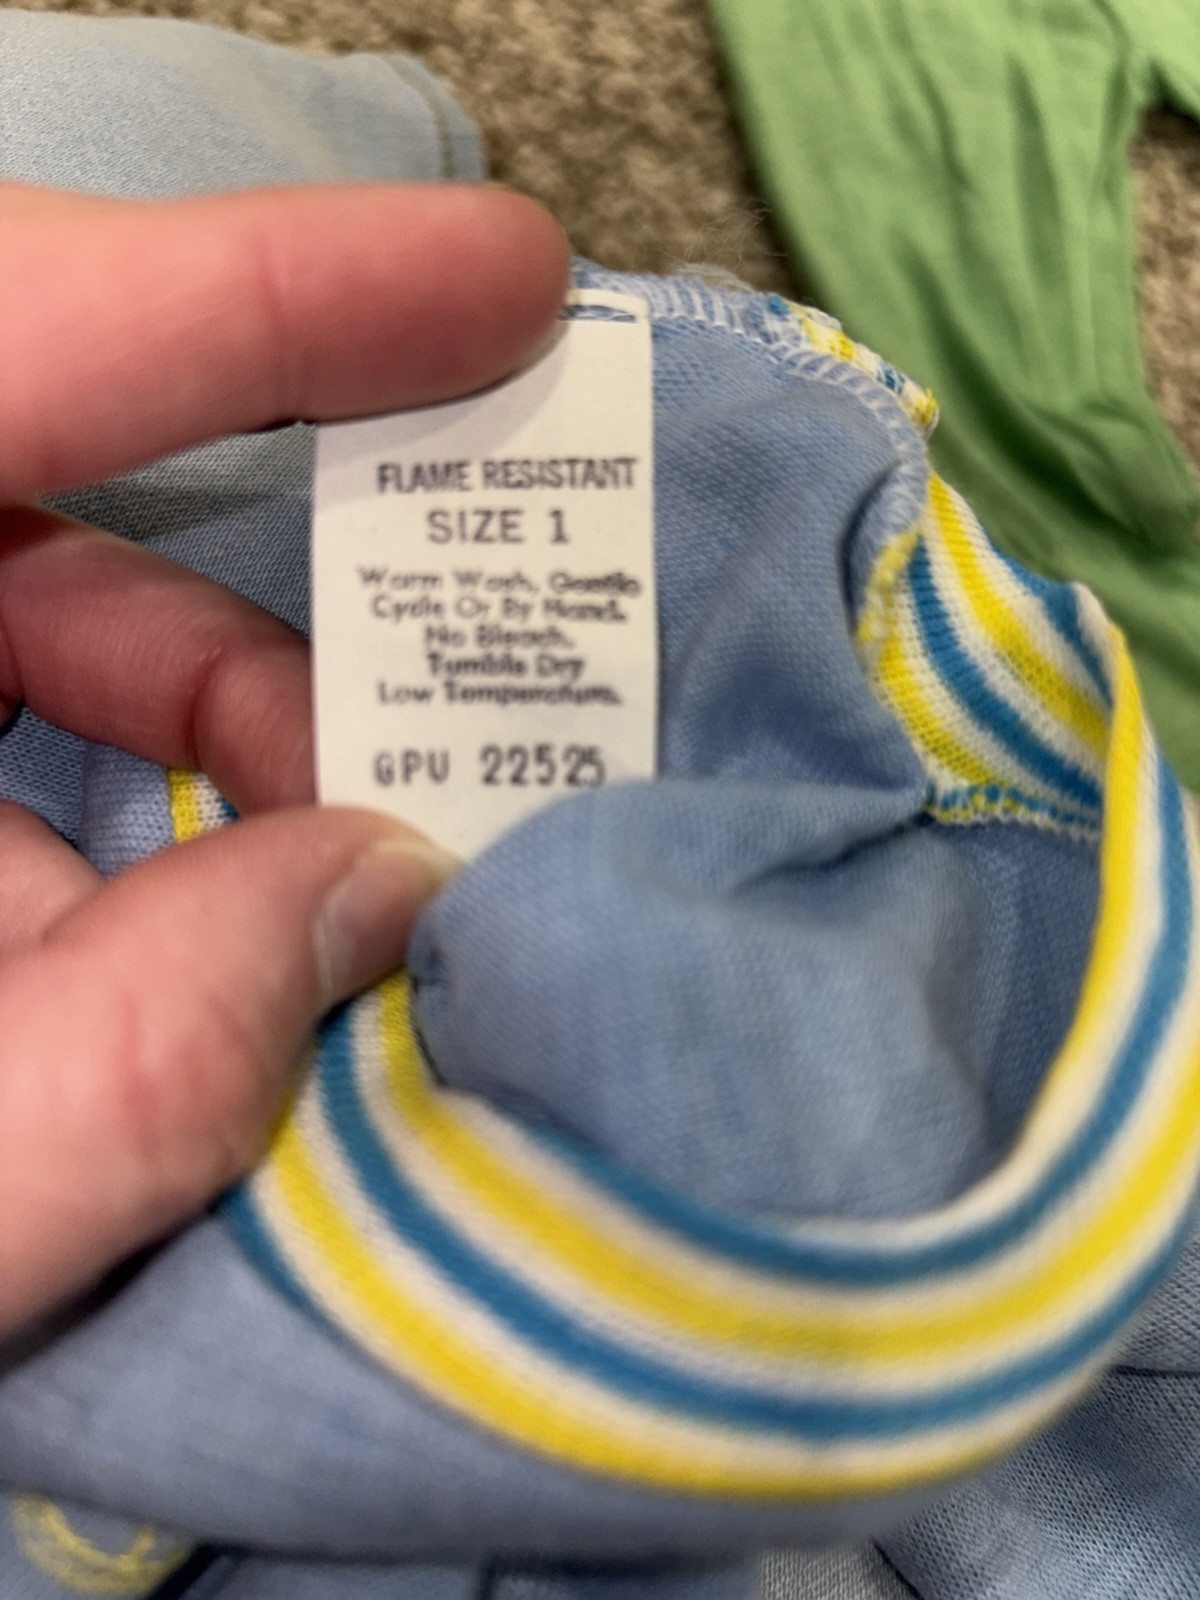 FLAME RESISTANT
SIZE 1
Warm Wash, Gentle
Cycle Or By Hand.
No Bleach.
Tumble Dry
Low Temperature.
GPU 22525